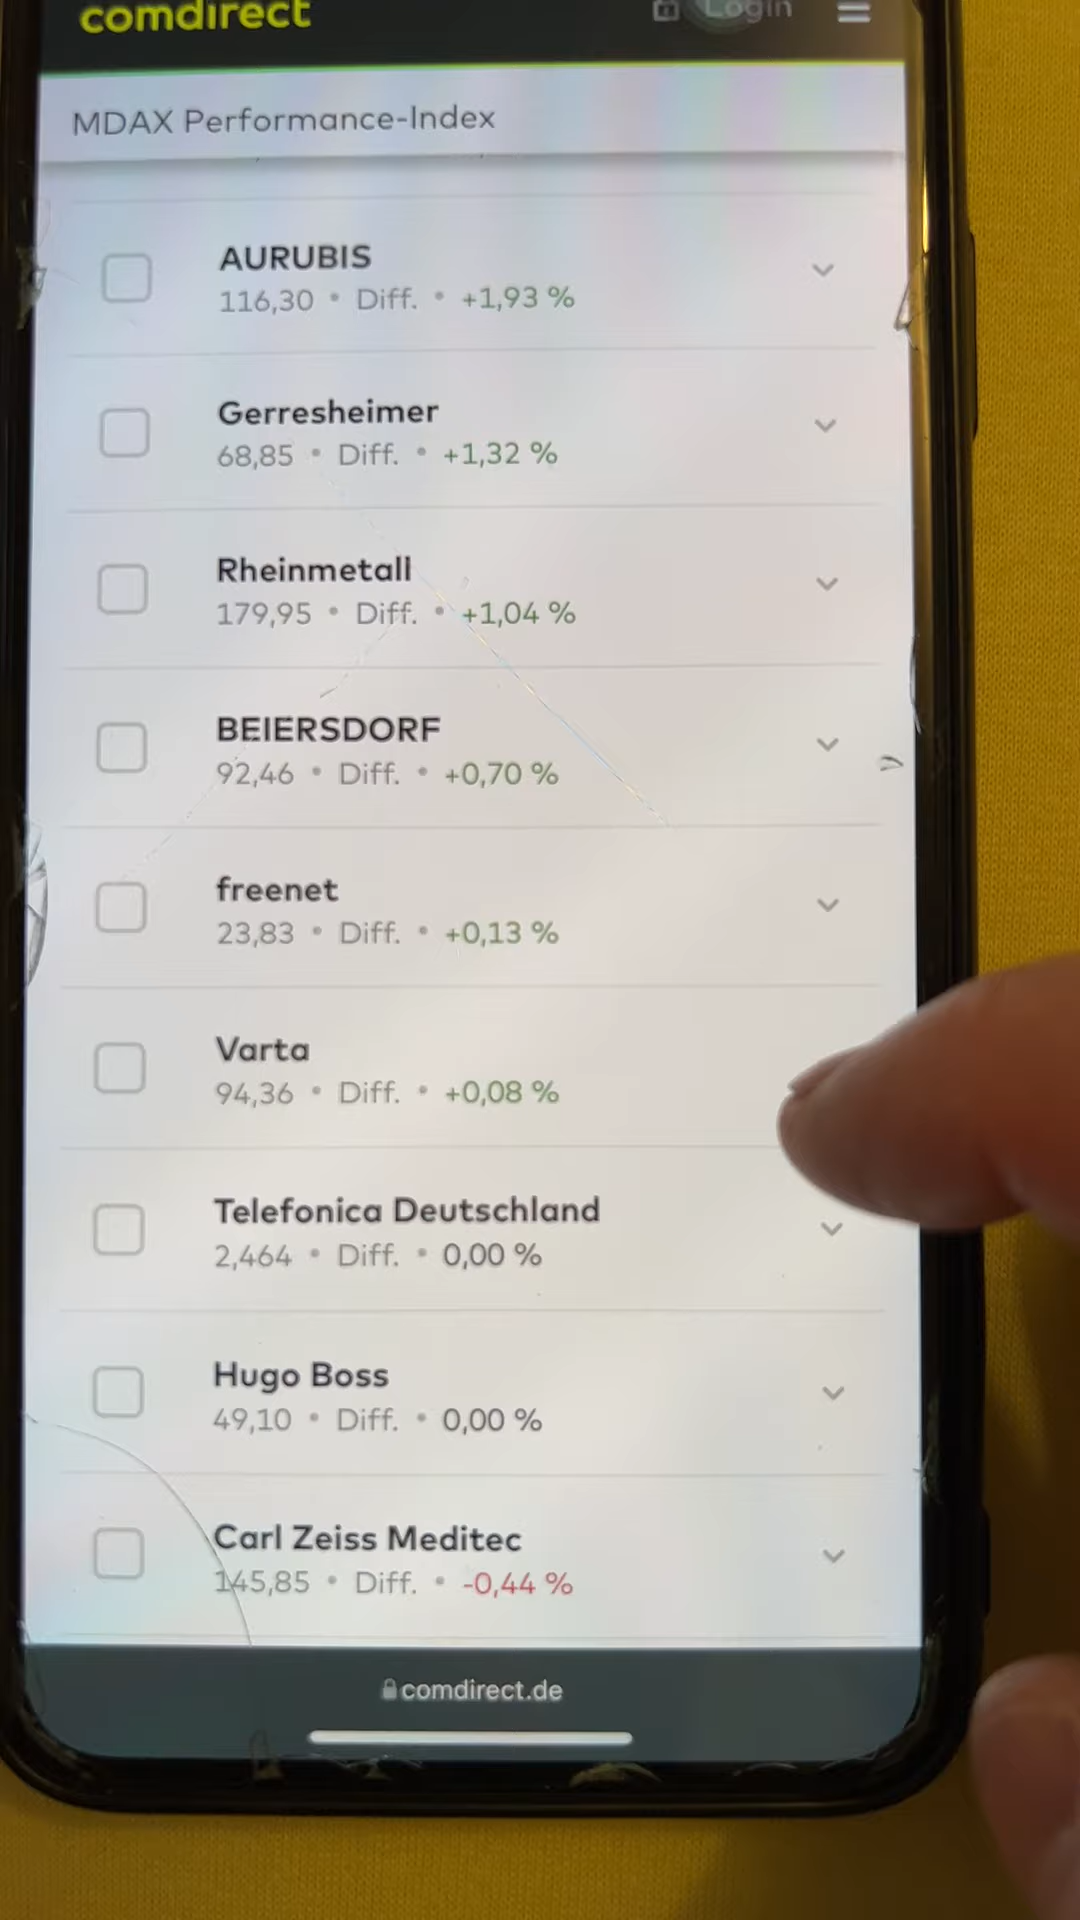 comdirect
Login
MDAX Performance-Index
AURUBIS
116,30 • Diff. • +1,93 %
Gerresheimer
68,85 • Diff. • +1,32 %
Rheinmetall
179,95 • Diff. • +1,04 %
BEIERSDORF
92,46 • Diff. • +0,70 %
freenet
23,83 • Diff. • +0,13 %
Varta
94,36 • Diff. • +0,08 %
Telefonica Deutschland
2,464 • Diff. • 0,00 %
Hugo Boss
49,10 • Diff. • 0,00 %
Carl Zeiss Meditec
145,85 • Diff. • -0,44 %
comdirect.de